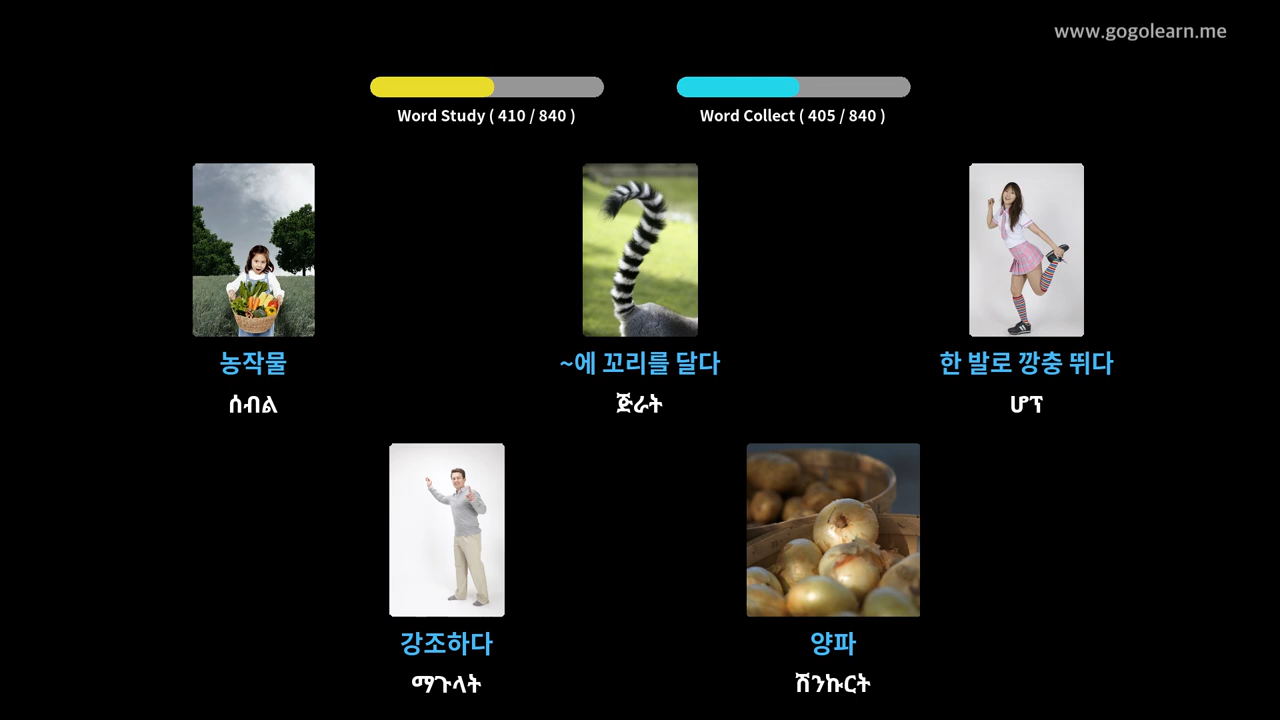 www.gogolearn.me
Word Study ( 410 / 840 )
Word Collect ( 405 / 840 )
농작물
ሰብል
~에 꼬리를 달다
ጅራት
한 발로 깡충 뛰다
ሆፕ
강조하다
ማጉላት
양파
ሽንኩርት